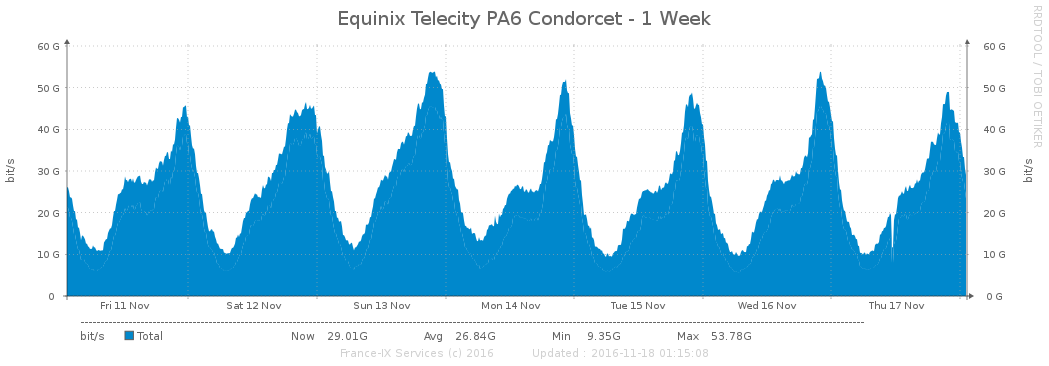 Equinix Telecity PA6 Condorcet - 1 Week
RRDTOOL / TOBI OETIKER
60 G 60 G
50 G 50 G
40 G 40 G
30 G 30 G
20 G 20 G
10 G 10 G
0 0 G
bit/s bit/s
Fri 11 Nov Sat 12 Nov Sun 13 Nov Mon 14 Nov Tue 15 Nov Wed 16 Nov Thu 17 Nov
bit/s Total Now 29.01G Avg 26.84G Min 9.35G Max 53.78G
France-IX Services (c) 2016 Updated : 2016-11-18 01:15:08